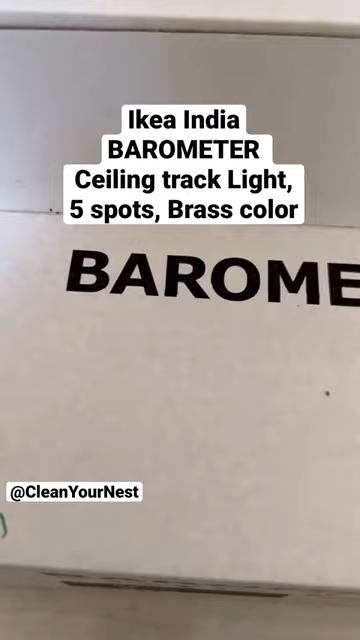 Ikea India
BAROMETER
Ceiling track Light,
5 spots, Brass color
BAROME
@CleanYourNest